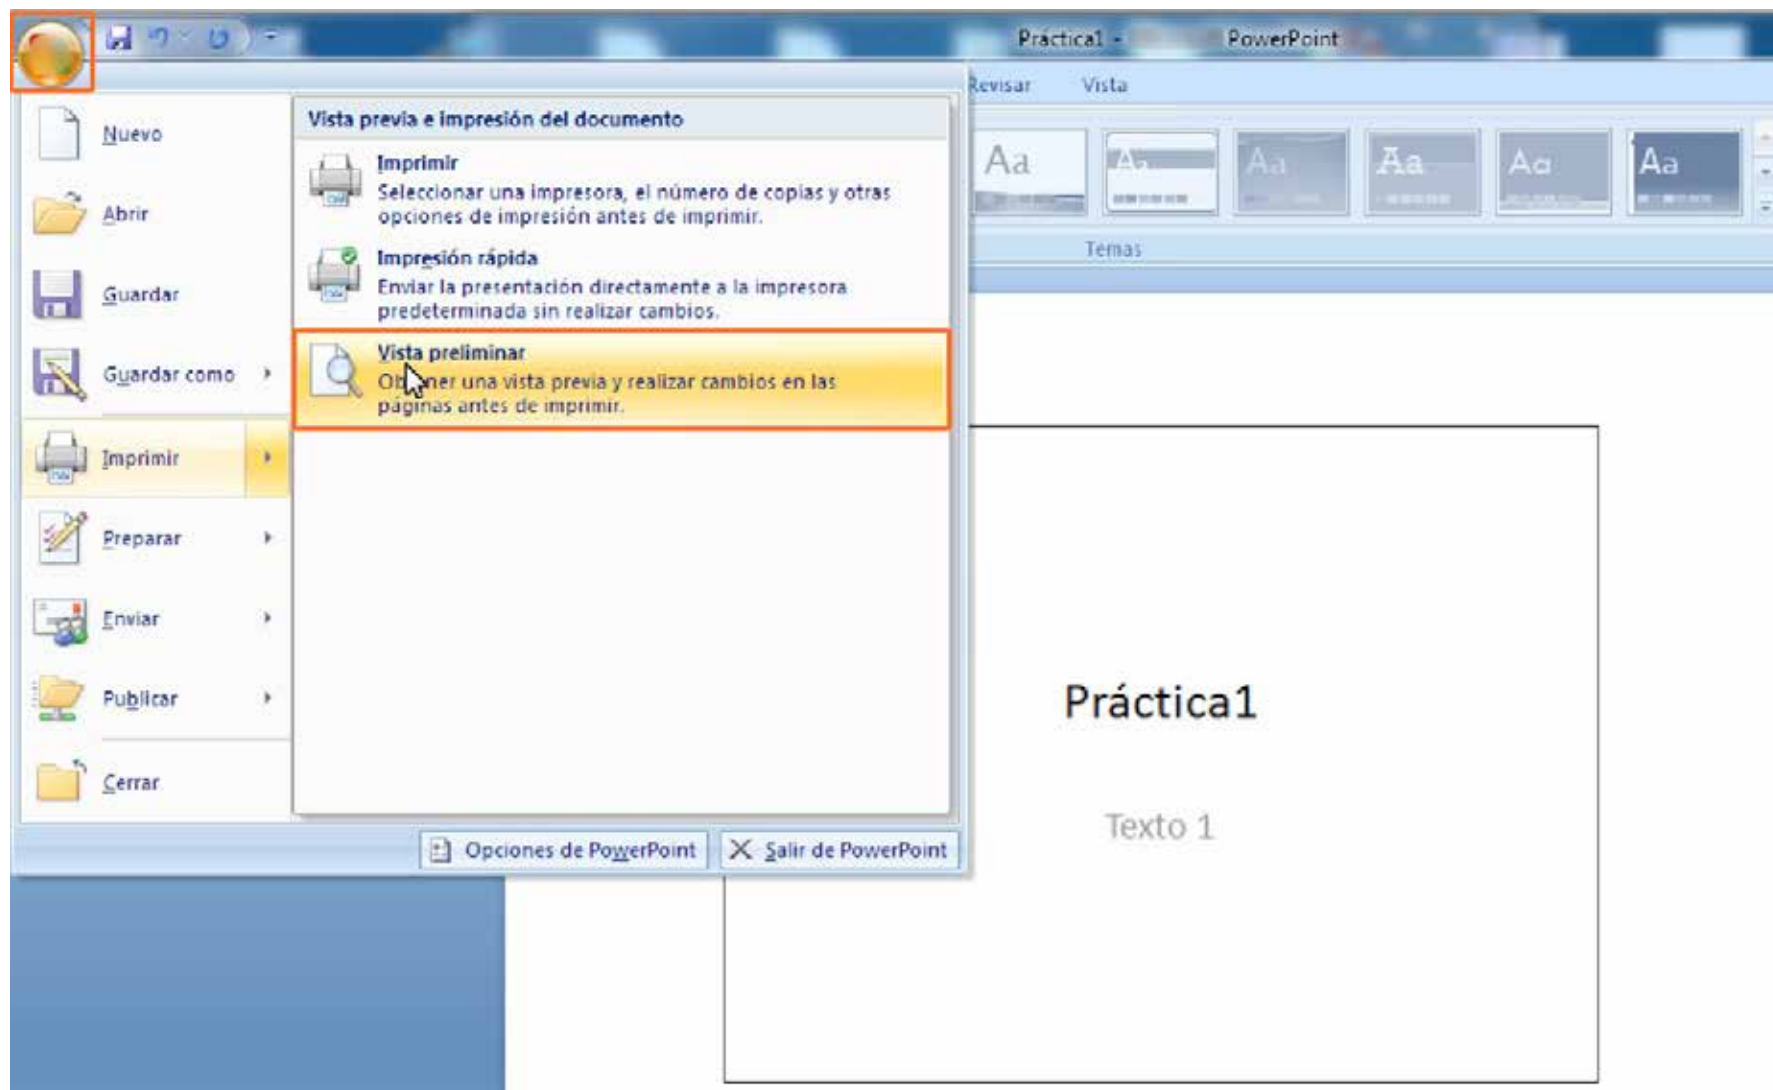 Práctica1 - PowerPoint
Revisar Vista
Nuevo
Abrir
Guardar
Guardar como
Imprimir
Preparar
Enviar
Publicar
Cerrar
Vista previa e impresión del documento
Imprimir
Seleccionar una impresora, el número de copias y otras
opciones de impresión antes de imprimir.
Impresión rápida
Enviar la presentación directamente a la impresora
predeterminada sin realizar cambios.
Vista preliminar
Obtener una vista previa y realizar cambios en las
páginas antes de imprimir.
Opciones de PowerPoint Salir de PowerPoint
Aa Aa Aa Aa Aa Aa
Temas
Práctica1
Texto 1